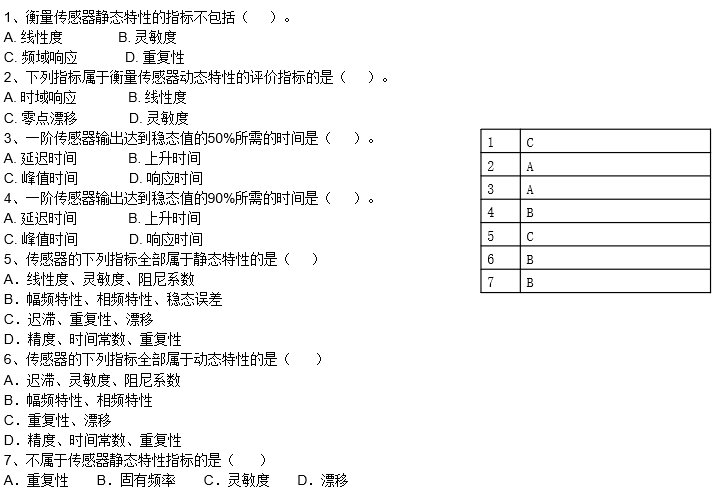 1、衡量传感器静态特性的指标不包括（　　）。
A. 线性度　　　　B. 灵敏度
C. 频域响应　　　D. 重复性
2、下列指标属于衡量传感器动态特性的评价指标的是（　　）。
A. 时域响应　　　B. 线性度
C. 零点漂移　　　D. 灵敏度
3、一阶传感器输出达到稳态值的50%所需的时间是（　　）。
A. 延迟时间　　　B. 上升时间
C. 峰值时间　　　D. 响应时间
4、一阶传感器输出达到稳态值的90%所需的时间是（　　）。
A. 延迟时间　　　B. 上升时间
C. 峰值时间　　　D. 响应时间
5、传感器的下列指标全部属于静态特性的是（　　）
A．线性度、灵敏度、阻尼系数
B．幅频特性、相频特性、稳态误差
C．迟滞、重复性、漂移
D．精度、时间常数、重复性
6、传感器的下列指标全部属于动态特性的是（　　）
A．迟滞、灵敏度、阻尼系数
B．幅频特性、相频特性
C．重复性、漂移
D．精度、时间常数、重复性
7、不属于传感器静态特性指标的是（　　）
A．重复性　　B．固有频率　　C．灵敏度　　D．漂移
1 C
2 A
3 A
4 B
5 C
6 B
7 B